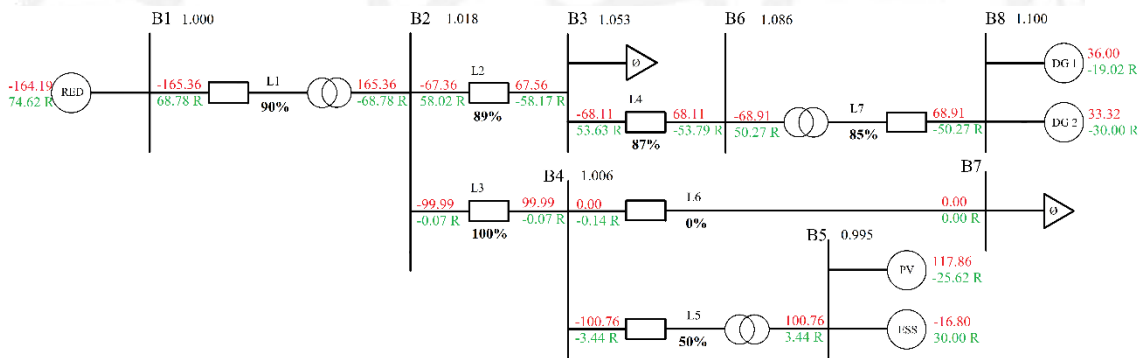 B1 1.000
B2 1.018
B3 1.053
B6 1.086
B8 1.100
-164.19
74.62 R
RED
-165.36
68.78 R
L1
90%
165.36
-68.78 R
-67.36
58.02 R
L2
89%
67.56
-58.17 R
Ø
-68.11
53.63 R
L4
87%
68.11
-53.79 R
-68.91
50.27 R
L7
85%
68.91
-50.27 R
DG 1
36.00
-19.02 R
DG 2
33.32
-30.00 R
B4 1.006
B7
-99.99
-0.07 R
L3
100%
99.99
-0.07 R
0.00
-0.14 R
L6
0%
0.00
0.00 R
Ø
B5 0.995
PV
117.86
-25.62 R
-100.76
-3.44 R
L5
50%
100.76
3.44 R
ESS
-16.80
30.00 R